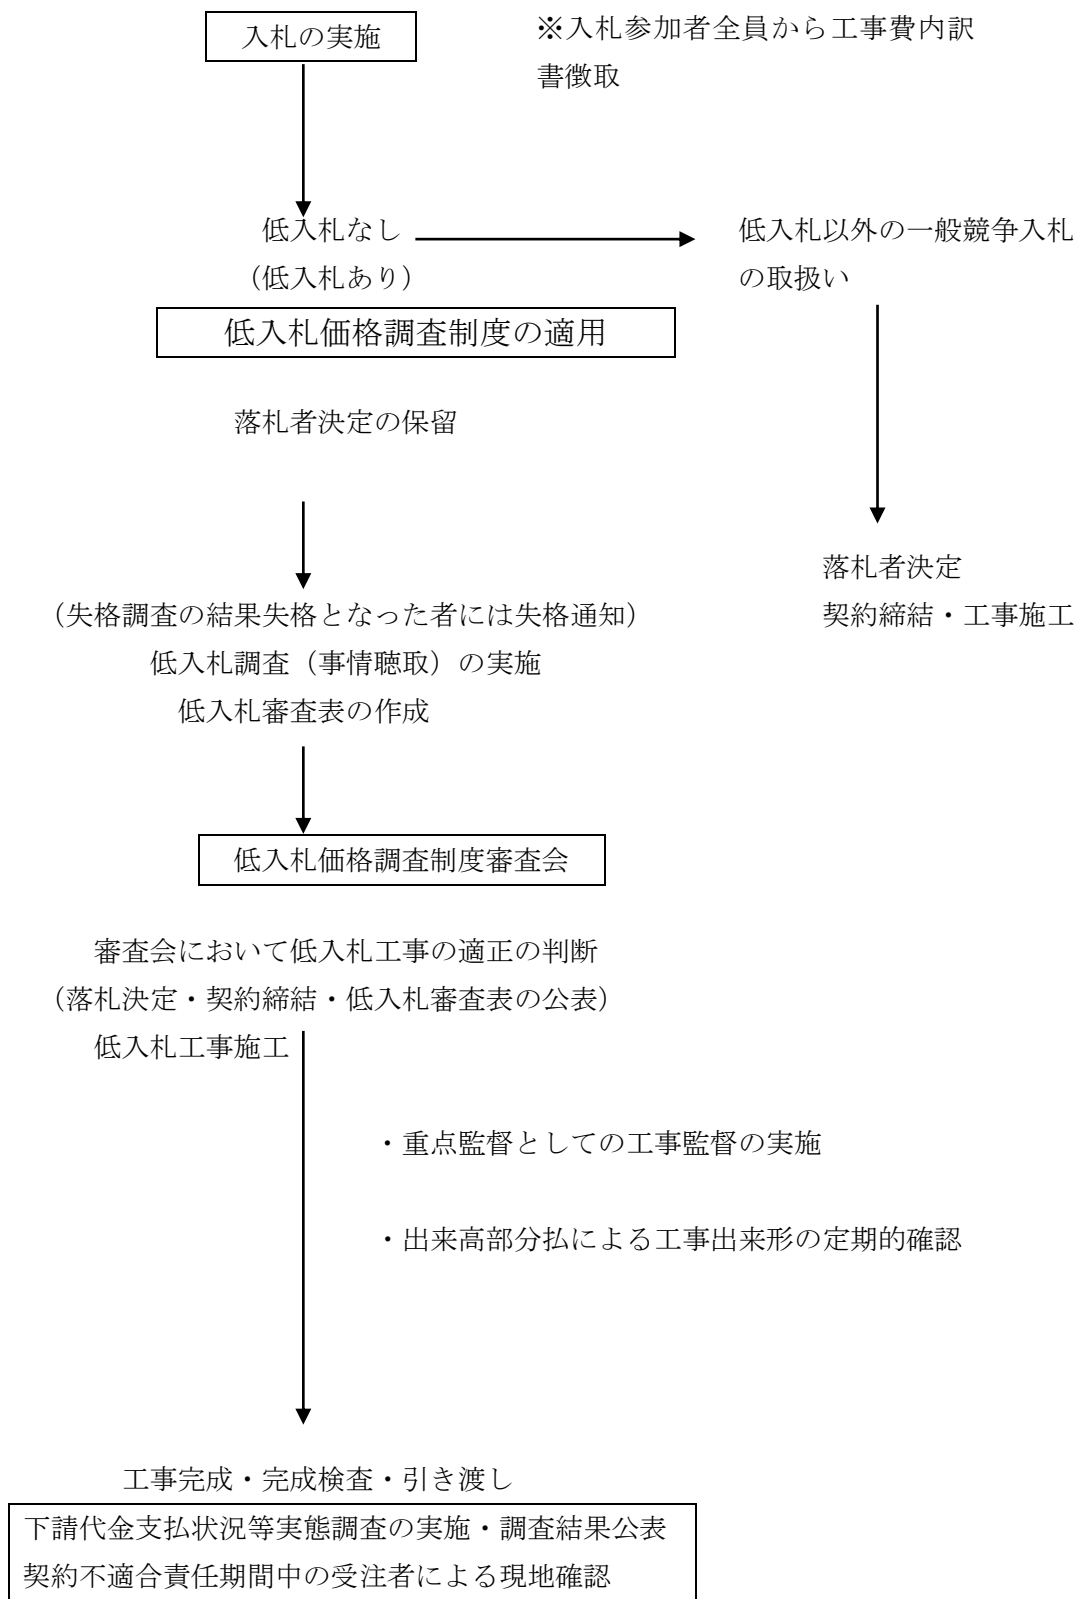 入札の実施
※入札参加者全員から工事費内訳
書徴取
低入札なし
（低入札あり）
低入札以外の一般競争入札
の取扱い
低入札価格調査制度の適用
落札者決定の保留
落札者決定
契約締結・工事施工
（失格調査の結果失格となった者には失格通知）
低入札調査（事情聴取）の実施
低入札審査表の作成
低入札価格調査制度審査会
審査会において低入札工事の適正の判断
（落札決定・契約締結・低入札審査表の公表）
低入札工事施工
・重点監督としての工事監督の実施
・出来高部分払による工事出来形の定期的確認
工事完成・完成検査・引き渡し
下請代金支払状況等実態調査の実施・調査結果公表
契約不適合責任期間中の受注者による現地確認